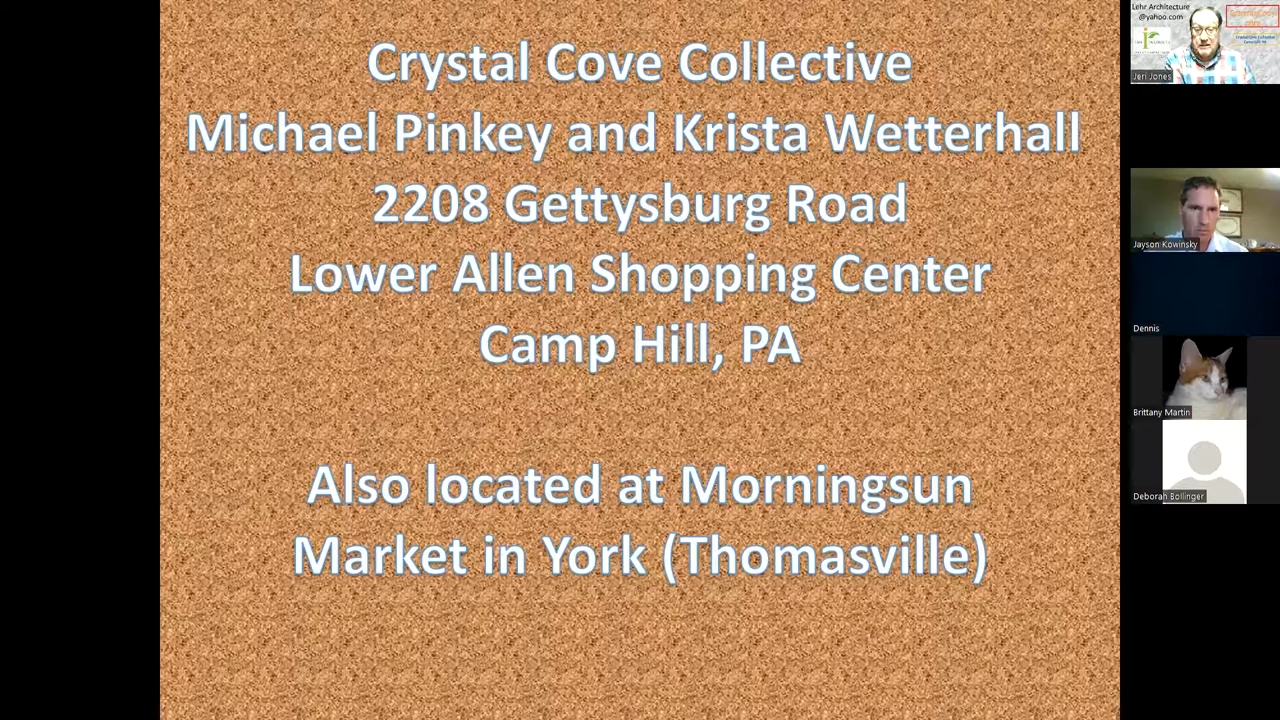 Crystal Cove Collective
Michael Pinkey and Krista Wetterhall
2208 Gettysburg Road
Lower Allen Shopping Center
Camp Hill, PA
Also located at Morningsun
Market in York (Thomasville)
Lehr Architecture
@yahoo.com
Jeri Jones
Jayson Kowinsky
Dennis
Brittany Martin
Deborah Bollinger